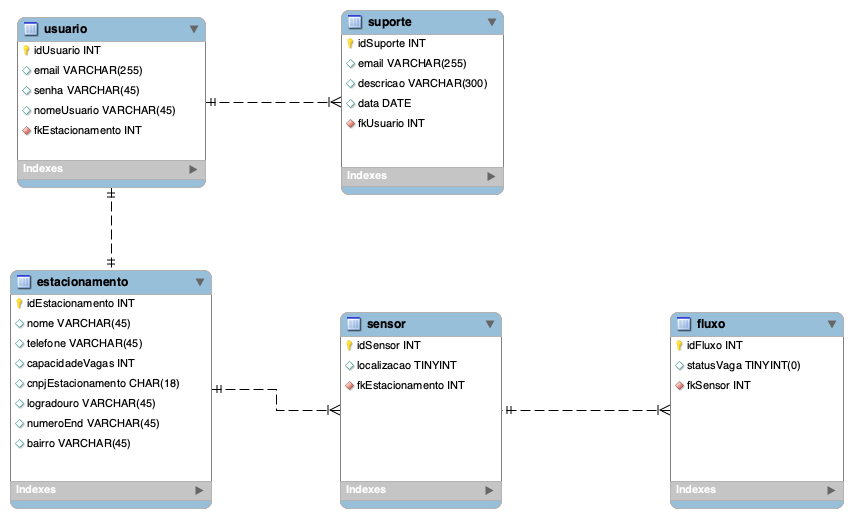 usuario
idUsuario INT
email VARCHAR(255)
senha VARCHAR(45)
nomeUsuario VARCHAR(45)
fkEstacionamento INT
Indexes
suporte
idSuporte INT
email VARCHAR(255)
descricao VARCHAR(300)
data DATE
fkUsuario INT
Indexes
estacionamento
idEstacionamento INT
nome VARCHAR(45)
telefone VARCHAR(45)
capacidadeVagas INT
cnpjEstacionamento CHAR(18)
logradouro VARCHAR(45)
numeroEnd VARCHAR(45)
bairro VARCHAR(45)
Indexes
sensor
idSensor INT
localizacao TINYINT
fkEstacionamento INT
Indexes
fluxo
idFluxo INT
statusVaga TINYINT(0)
fkSensor INT
Indexes